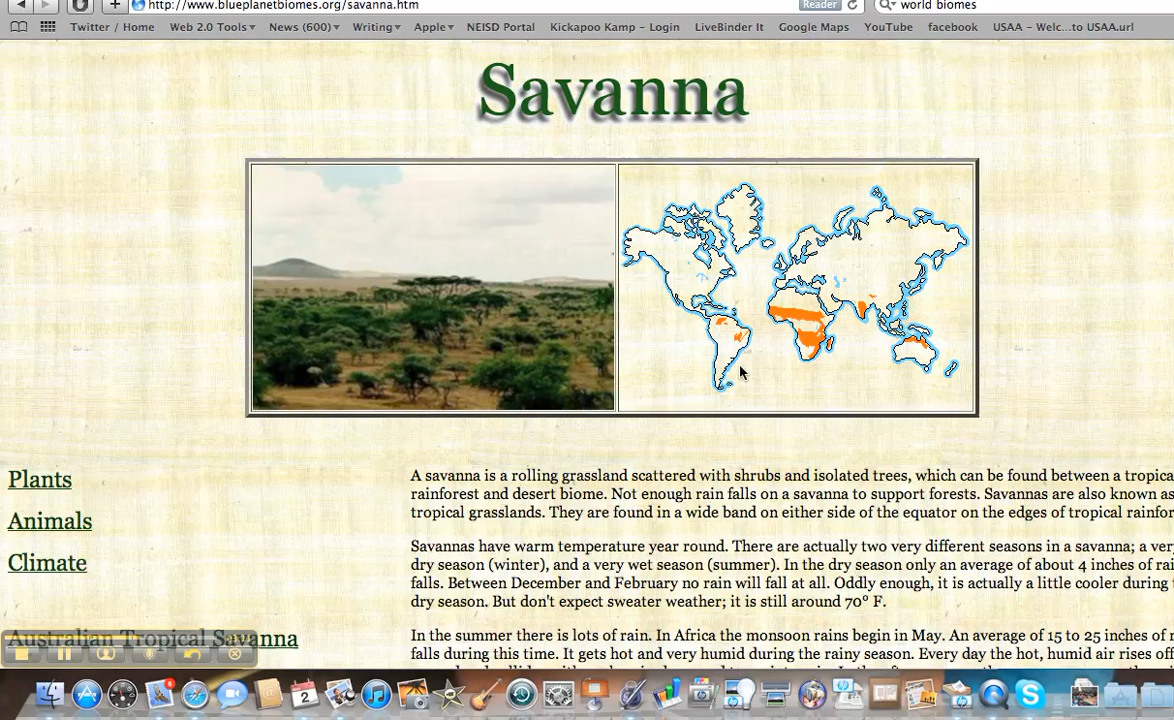 http://www.blueplanetbiomes.org/savanna.htm Reader world biomes
Twitter / Home Web 2.0 Tools News (600) Writing Apple NEISD Portal Kickapoo Kamp - Login LiveBinder It Google Maps YouTube facebook USAA - Welc...to USAA.url
Savanna
Plants
Animals
Climate
Australian Tropical Savanna
A savanna is a rolling grassland scattered with shrubs and isolated trees, which can be found between a tropica
rainforest and desert biome. Not enough rain falls on a savanna to support forests. Savannas are also known as
tropical grasslands. They are found in a wide band on either side of the equator on the edges of tropical rainfor
Savannas have warm temperature year round. There are actually two very different seasons in a savanna; a very
dry season (winter), and a very wet season (summer). In the dry season only an average of about 4 inches of rai
falls. Between December and February no rain will fall at all. Oddly enough, it is actually a little cooler during t
dry season. But don't expect sweater weather; it is still around 70° F.
In the summer there is lots of rain. In Africa the monsoon rains begin in May. An average of 15 to 25 inches of r
falls during this time. It gets hot and very humid during the rainy season. Every day the hot, humid air rises off